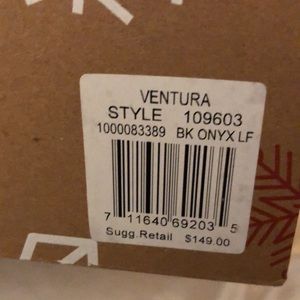 VENTURA
STYLE 109603
1000083389 BK ONYX LF
7 11640 69203 5
Sugg.Retail $149.00